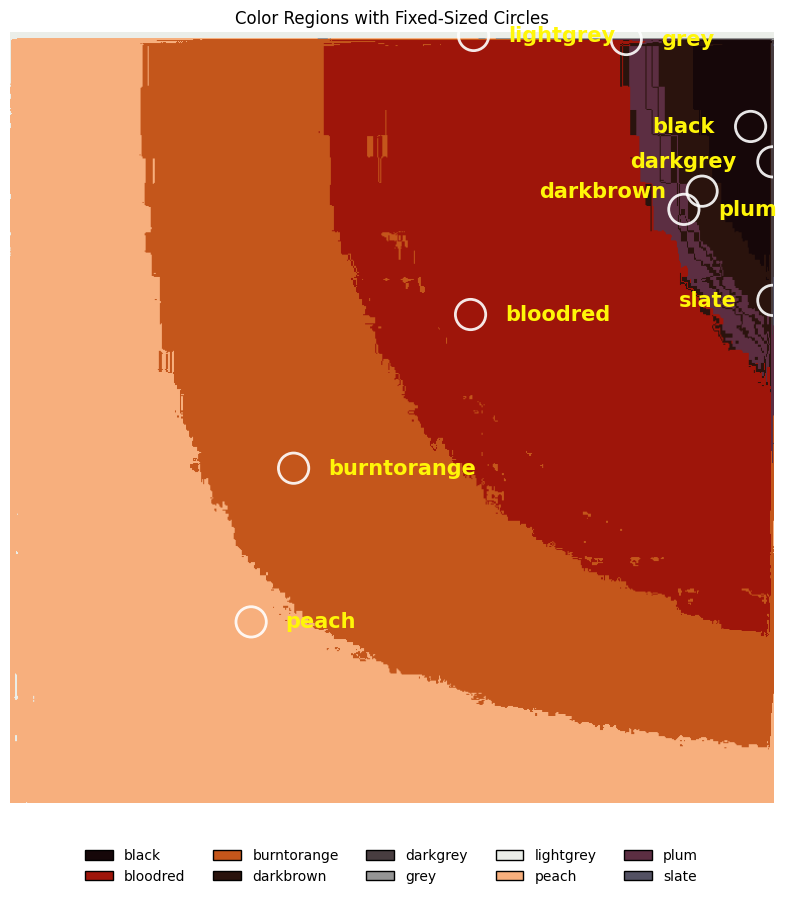 Color Regions with Fixed-Sized Circles
lightgrey
grey
black
darkgrey
darkbrown
plum
slate
bloodred
burntorange
peach
black burntorange darkgrey lightgrey plum
bloodred darkbrown grey peach slate